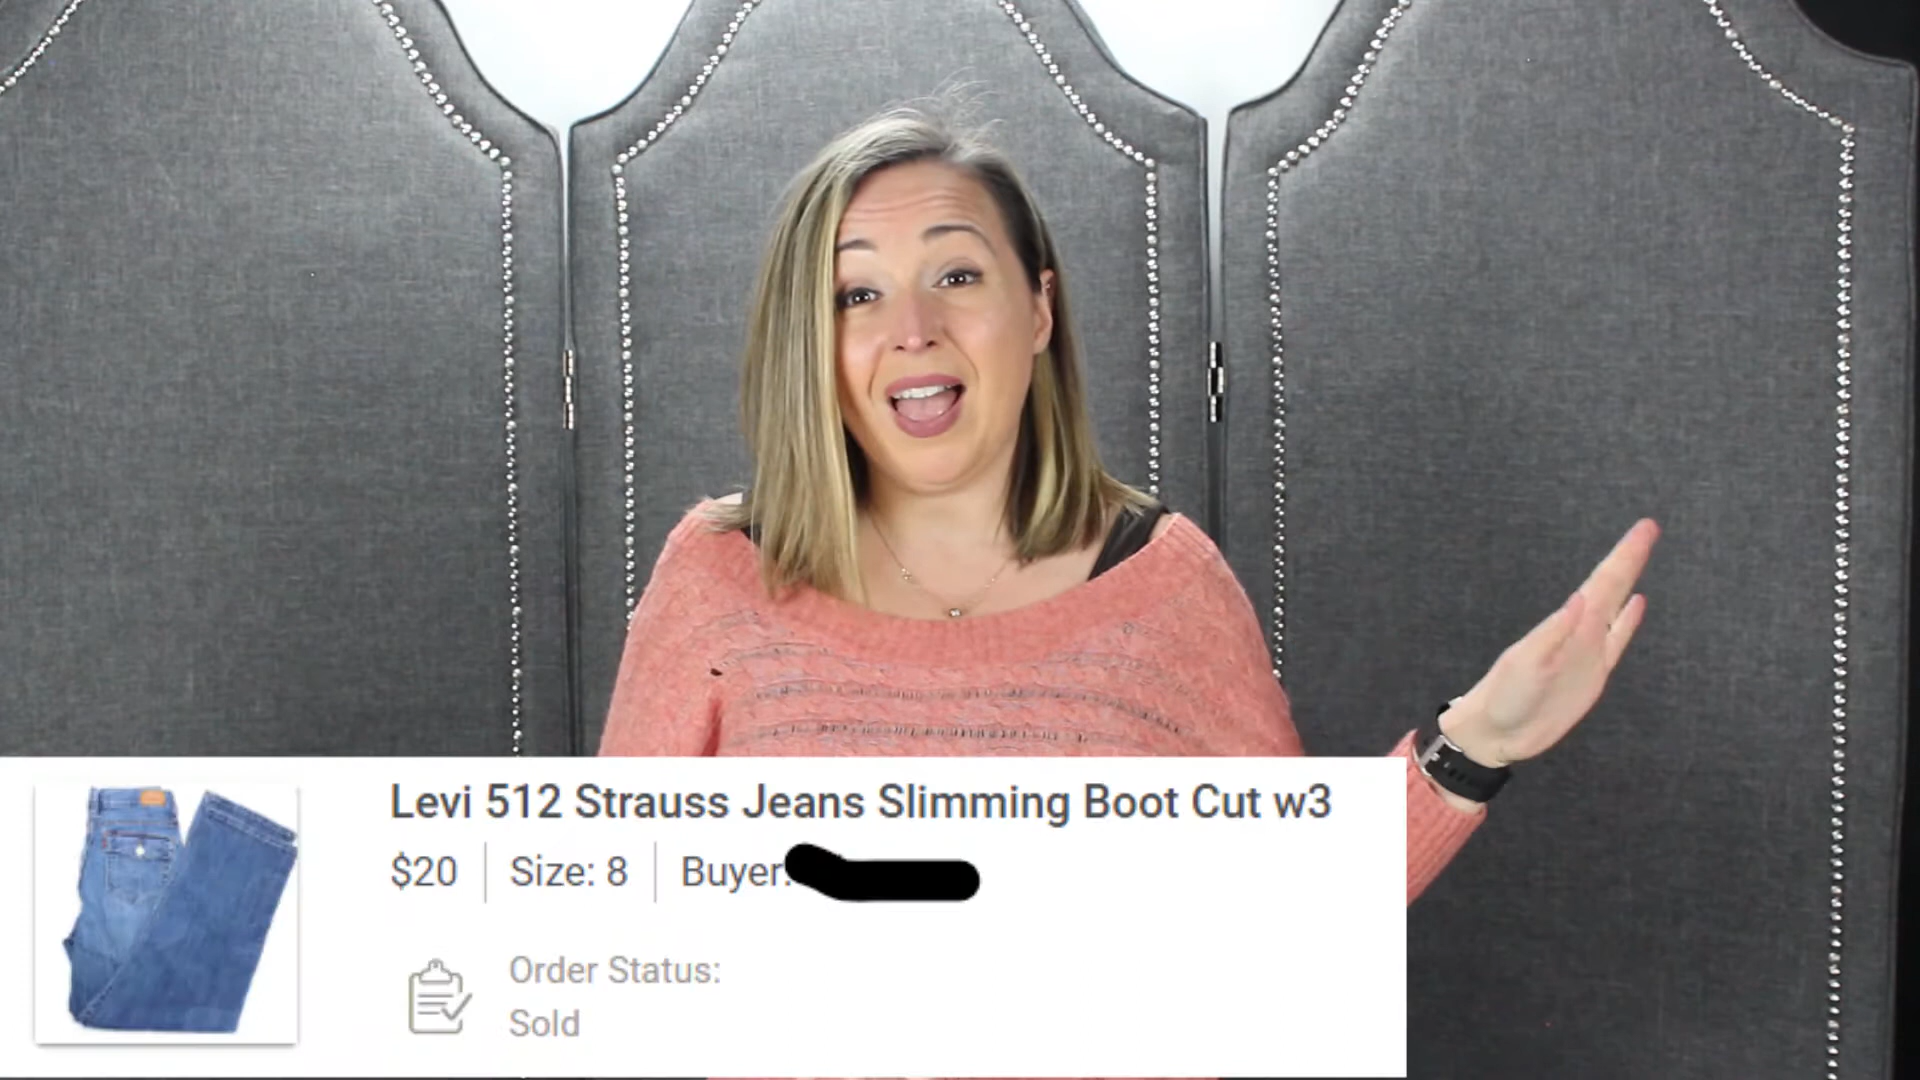 Levi 512 Strauss Jeans Slimming Boot Cut w3
$20 | Size: 8 | Buyer:
Order Status:
Sold